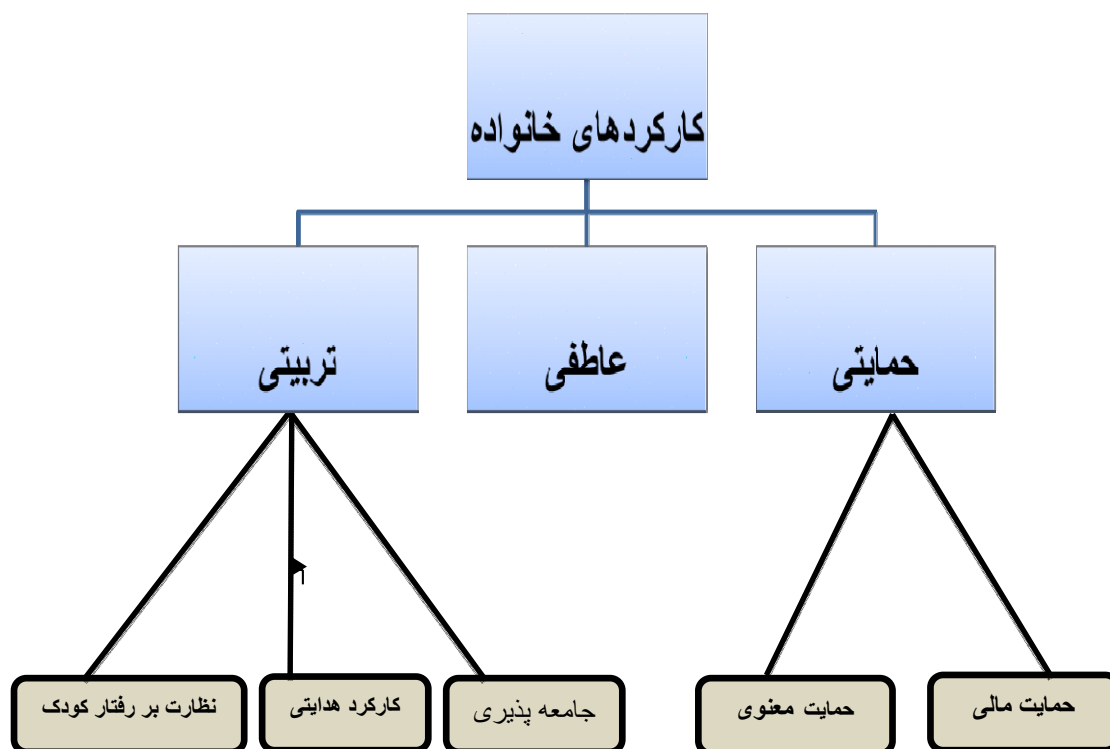 کارکردهای خانواده
حمایتی
عاطفی
تربیتی
حمایت مالی
حمایت معنوی
جامعه پذیری
کارکرد هدایتی
نظارت بر رفتار کودک